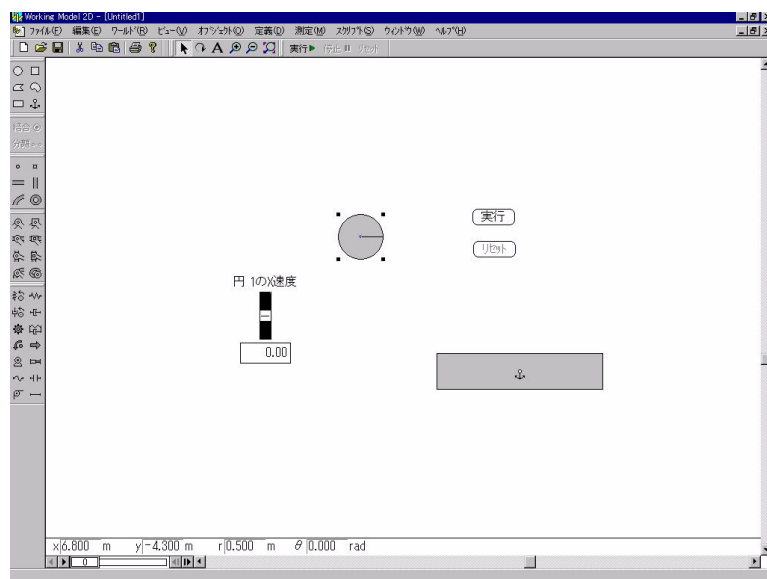 Working Model 2D - [Untitled1]
ファイル(F) 編集(E) ワールド(R) ビュー(V) オブジェクト(O) 定義(D) 測定(M) スクリプト(S) ウィンドウ(W) ヘルプ(H)
実行▶ 停止 リセット
結合
分離
実行
リセット
円 1のX速度
0.00
x 6.800 m y -4.300 m r 0.500 m θ 0.000 rad
0